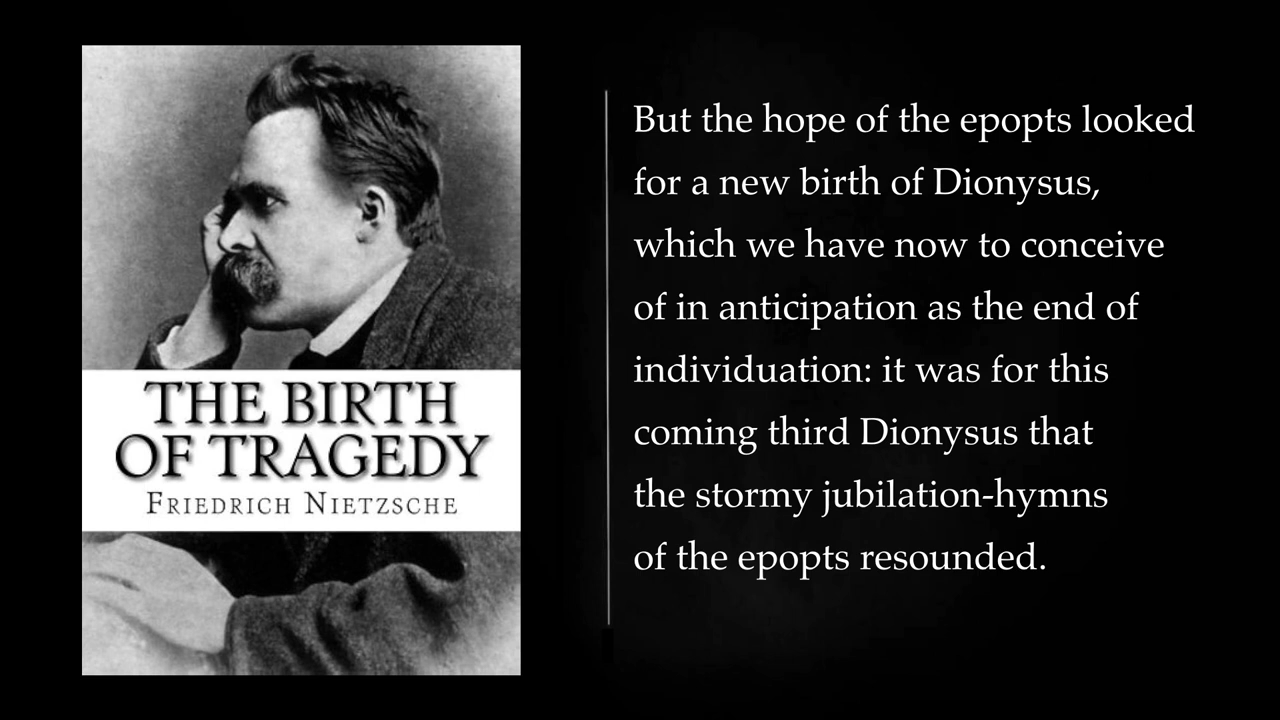 THE BIRTH
OF TRAGEDY
FRIEDRICH NIETZSCHE
But the hope of the epopts looked
for a new birth of Dionysus,
which we have now to conceive
of in anticipation as the end of
individuation: it was for this
coming third Dionysus that
the stormy jubilation-hymns
of the epopts resounded.